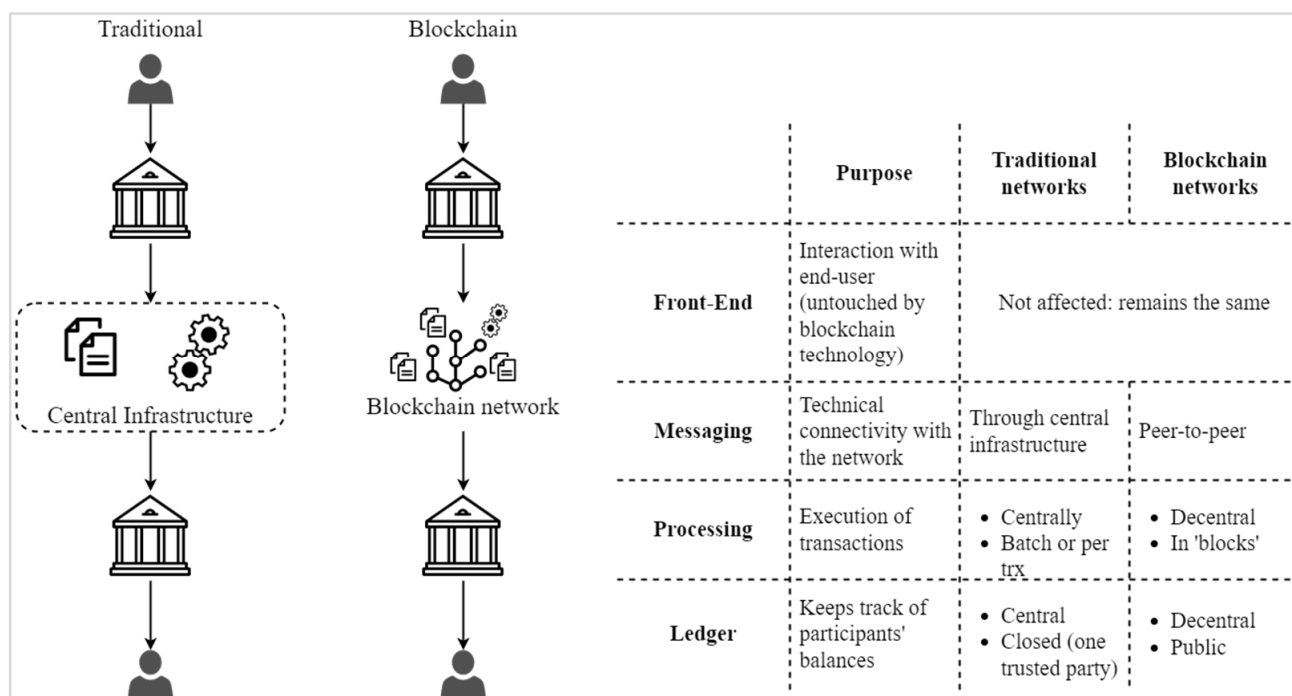 Traditional
Blockchain
Central Infrastructure
Blockchain network
Purpose
Traditional
networks
Blockchain
networks
Front-End
Interaction with
end-user
(untouched by
blockchain
technology)
Not affected: remains the same
Messaging
Technical
connectivity with
the network
Through central
infrastructure
Peer-to-peer
Processing
Execution of
transactions
• Centrally
• Batch or per
trx
• Decentral
• In 'blocks'
Ledger
Keeps track of
participants'
balances
• Central
• Closed (one
trusted party)
• Decentral
• Public